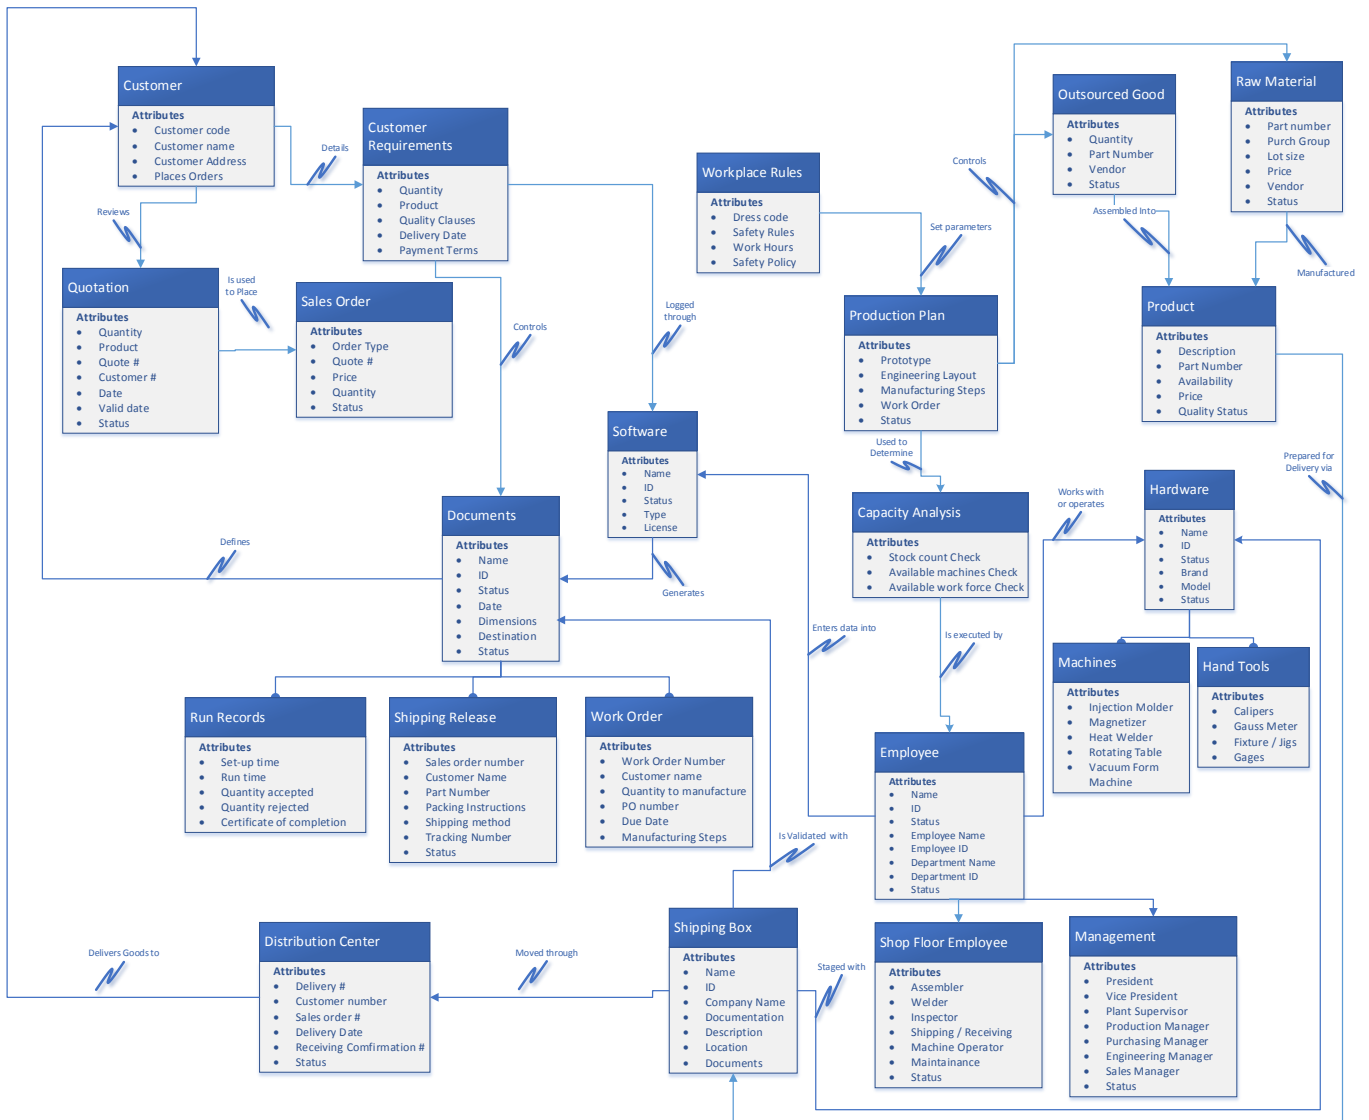 Customer
Attributes
Customer code
Customer name
Customer Address
Places Orders
Details
Customer
Requirements
Attributes
Quantity
Product
Quality Clauses
Delivery Date
Payment Terms
Workplace Rules
Attributes
Dress code
Safety Rules
Work Hours
Safety Policy
Controls
Outsourced Good
Attributes
Quantity
Part Number
Vendor
Status
Raw Material
Attributes
Part number
Purch Group
Lot size
Price
Vendor
Status
Reviews
Set parameters
Assembled Into
Manufactured
Quotation
Attributes
Quantity
Product
Quote #
Customer #
Date
Valid date
Status
Is used
to Place
Sales Order
Attributes
Order Type
Quote #
Price
Quantity
Status
Controls
Logged
through
Production Plan
Attributes
Prototype
Engineering Layout
Manufacturing Steps
Work Order
Status
Product
Attributes
Description
Part Number
Availability
Price
Quality Status
Software
Attributes
Name
ID
Status
Type
License
Used to
Determine
Prepared for
Delivery via
Documents
Attributes
Name
ID
Status
Date
Dimensions
Destination
Status
Defines
Generates
Capacity Analysis
Attributes
Stock count Check
Available machines Check
Available work force Check
Works with
or operates
Hardware
Attributes
Name
ID
Status
Brand
Model
Status
Enters data into
Is executed by
Machines
Attributes
Injection Molder
Magnetizer
Heat Welder
Rotating Table
Vacuum Form
Machine
Hand Tools
Attributes
Calipers
Gauss Meter
Fixture / Jigs
Gages
Run Records
Attributes
Set-up time
Run time
Quantity accepted
Quantity rejected
Certificate of completion
Shipping Release
Attributes
Sales order number
Customer Name
Part Number
Packing Instructions
Shipping method
Tracking Number
Status
Work Order
Attributes
Work Order Number
Customer name
Quantity to manufacture
PO number
Due Date
Manufacturing Steps
Employee
Attributes
Name
ID
Status
Employee Name
Employee ID
Department Name
Department ID
Status
Is Validated with
Delivers Goods to
Distribution Center
Attributes
Delivery #
Customer number
Sales order #
Delivery Date
Receiving Comfirmation #
Status
Moved through
Shipping Box
Attributes
Name
ID
Company Name
Documentation
Description
Location
Documents
Staged with
Shop Floor Employee
Attributes
Assembler
Welder
Inspector
Shipping / Receiving
Machine Operator
Maintainance
Status
Management
Attributes
President
Vice President
Plant Supervisor
Production Manager
Purchasing Manager
Engineering Manager
Sales Manager
Status